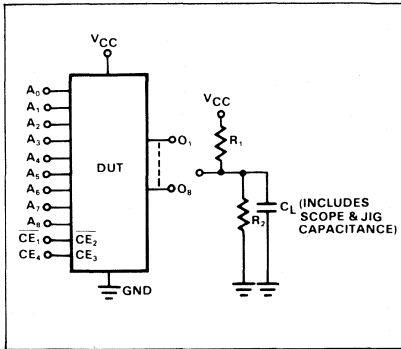 VCC
A0
A1
A2
A3
A4
A5
A6
A7
A8
CE1
CE4
DUT
CE2
CE3
O1
O8
GND
VCC
R1
R2
CL (INCLUDES
SCOPE & JIG
CAPACITANCE)